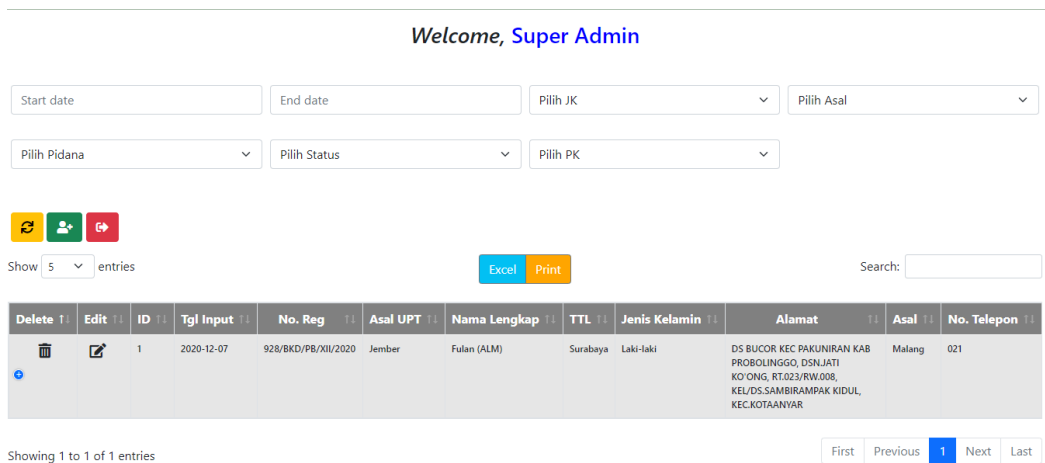 Welcome, Super Admin
Start date End date Pilih JK Pilih Asal
Pilih Pidana Pilih Status Pilih PK
Show 5 entries Excel Print Search:
Delete Edit ID Tgl Input No. Reg Asal UPT Nama Lengkap TTL Jenis Kelamin Alamat Asal No. Telepon
1 2020-12-07 928/BKD/PB/XII/2020 Jember Fulan (ALM) Surabaya Laki-laki DS BUCOR KEC PAKUNIRAN KAB Malang 021
PROBOLINGGO, DSN.JATI
KO'ONG, RT.023/RW.008,
KEL/DS.SAMBIRAMPAK KIDUL,
KEC.KOTAANYAR
Showing 1 to 1 of 1 entries First Previous 1 Next Last